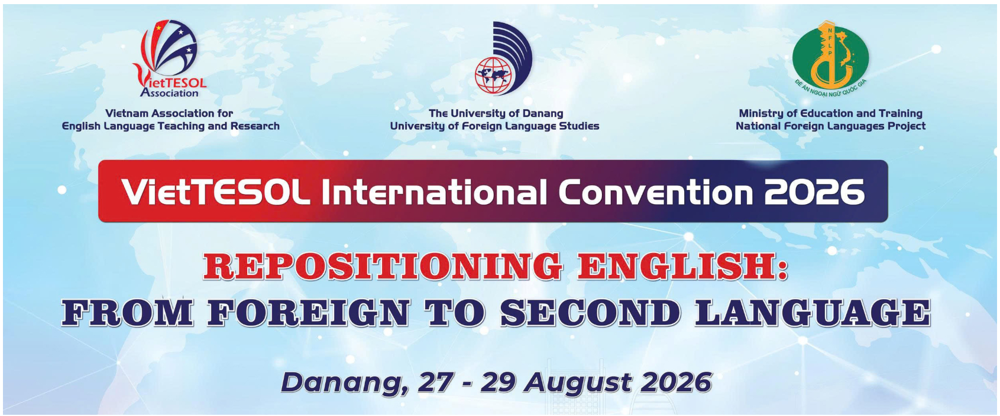 VietTESOL
Association
Vietnam Association for
English Language Teaching and Research
The University of Danang
University of Foreign Language Studies
NFLP
ĐỀ ÁN NGOẠI NGỮ QUỐC GIA
Ministry of Education and Training
National Foreign Languages Project
VietTESOL International Convention 2026
REPOSITIONING ENGLISH:
FROM FOREIGN TO SECOND LANGUAGE
Danang, 27 - 29 August 2026